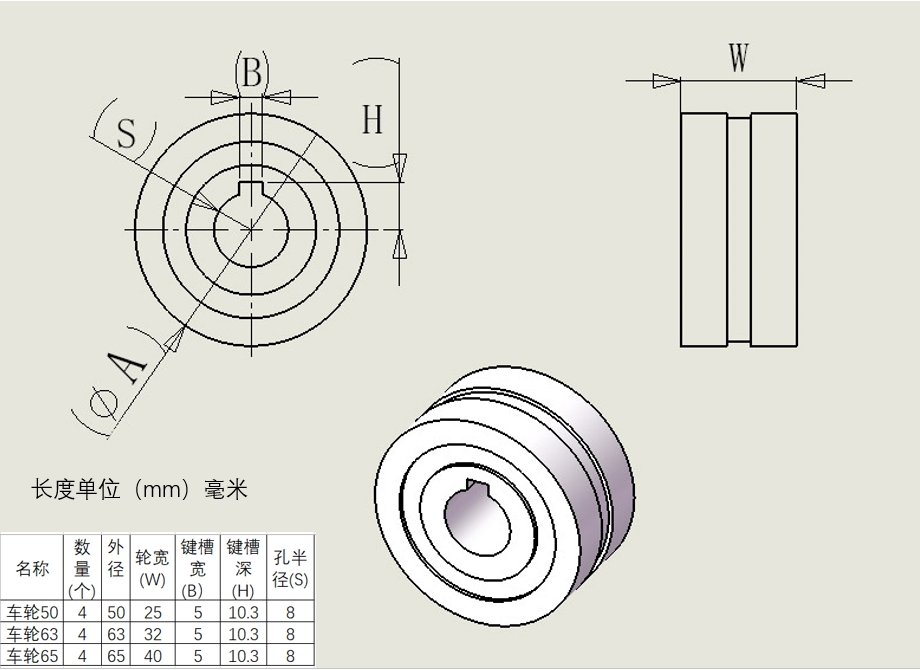 (B)
W
S
H
∅A
长度单位（mm）毫米
名称 数量(个) 外径 轮宽(W) 键槽宽(B) 键槽深(H) 孔半径(S)
车轮50 4 50 25 5 10.3 8
车轮63 4 63 32 5 10.3 8
车轮65 4 65 40 5 10.3 8